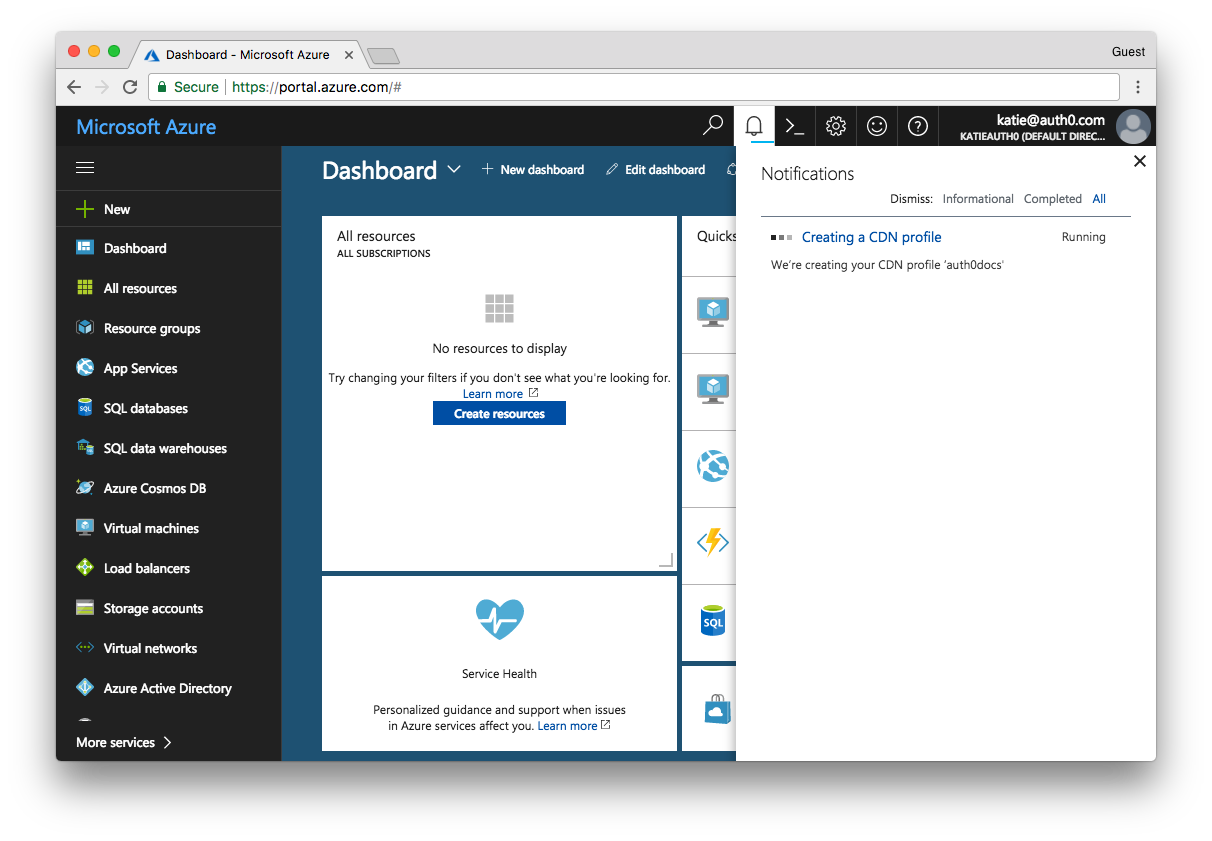 Dashboard - Microsoft Azure
Guest
Secure https://portal.azure.com/#
Microsoft Azure
katie@auth0.com
KATIEAUTH0 (DEFAULT DIREC...
New
Dashboard
All resources
Resource groups
App Services
SQL databases
SQL data warehouses
Azure Cosmos DB
Virtual machines
Load balancers
Storage accounts
Virtual networks
Azure Active Directory
More services
Dashboard
New dashboard
Edit dashboard
All resources
ALL SUBSCRIPTIONS
No resources to display
Try changing your filters if you don't see what you're looking for.
Learn more
Create resources
Service Health
Personalized guidance and support when issues
in Azure services affect you. Learn more
Quicks
SQL
Notifications
Dismiss: Informational Completed All
Creating a CDN profile Running
We're creating your CDN profile 'auth0docs'